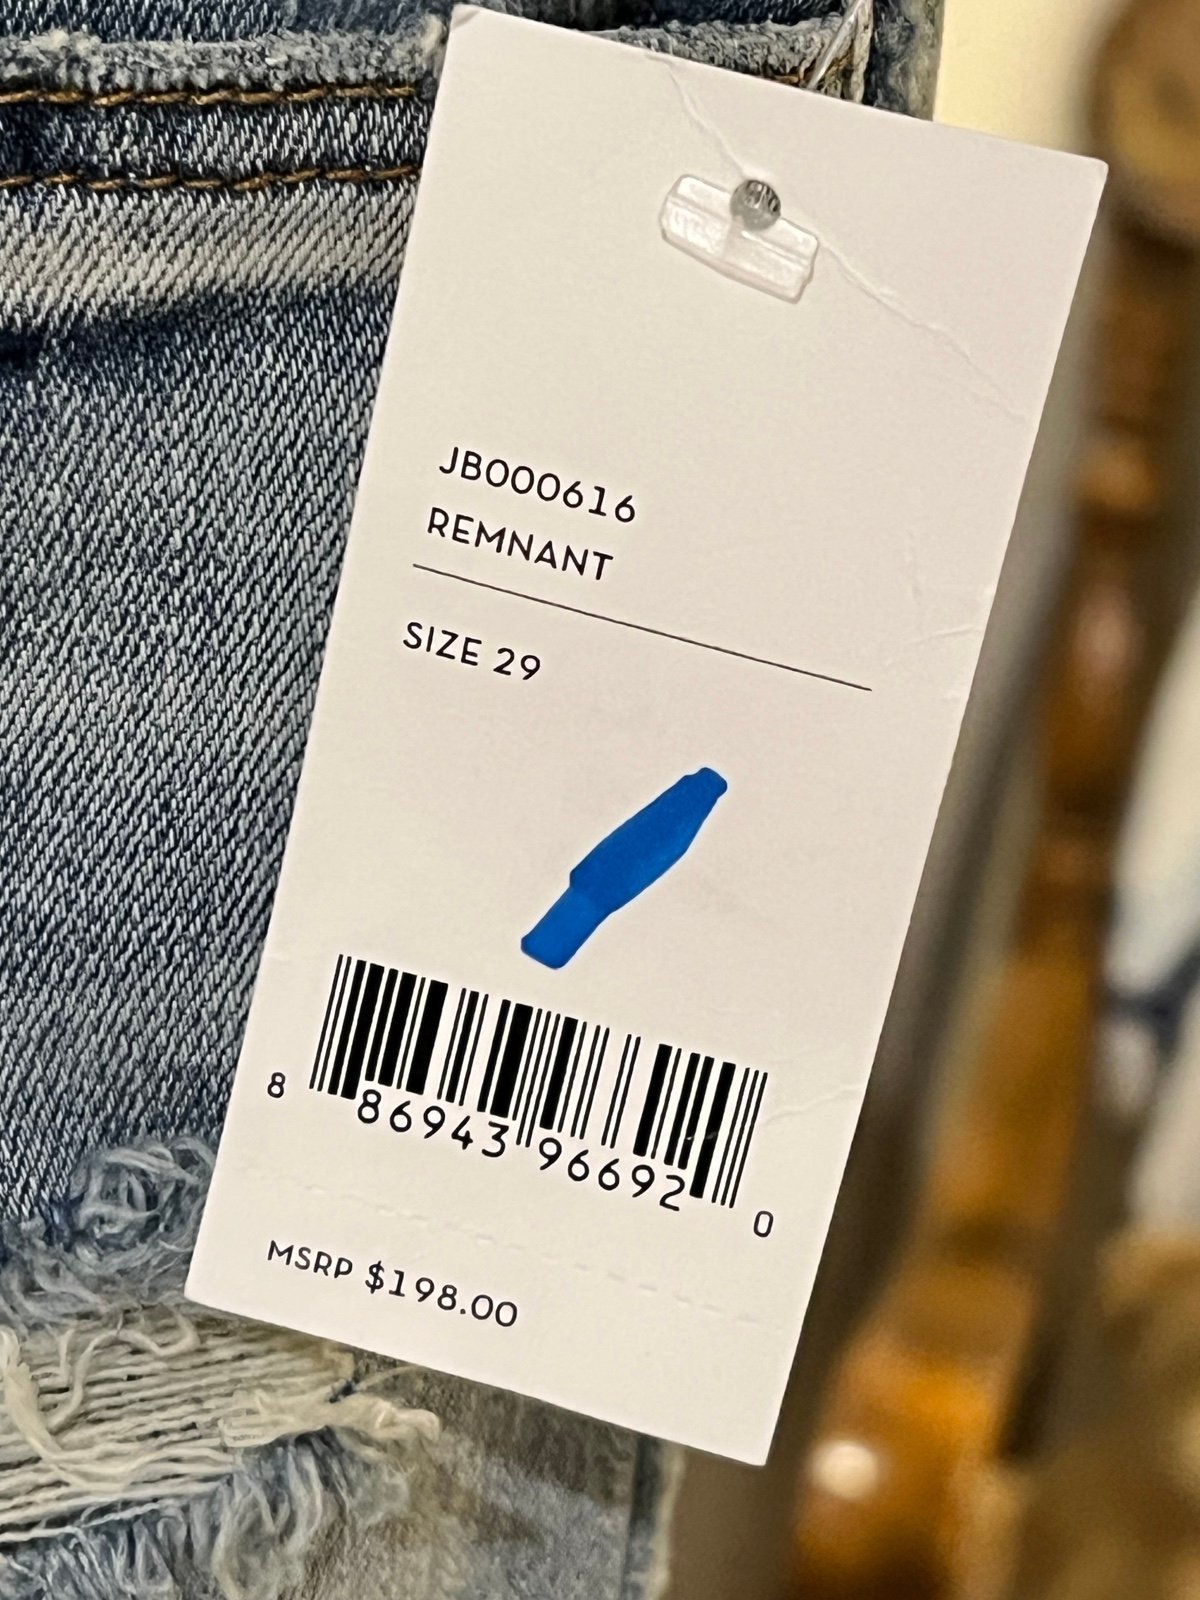 JB000616
REMNANT
SIZE 29
8 86943 96692 0
MSRP $198.00